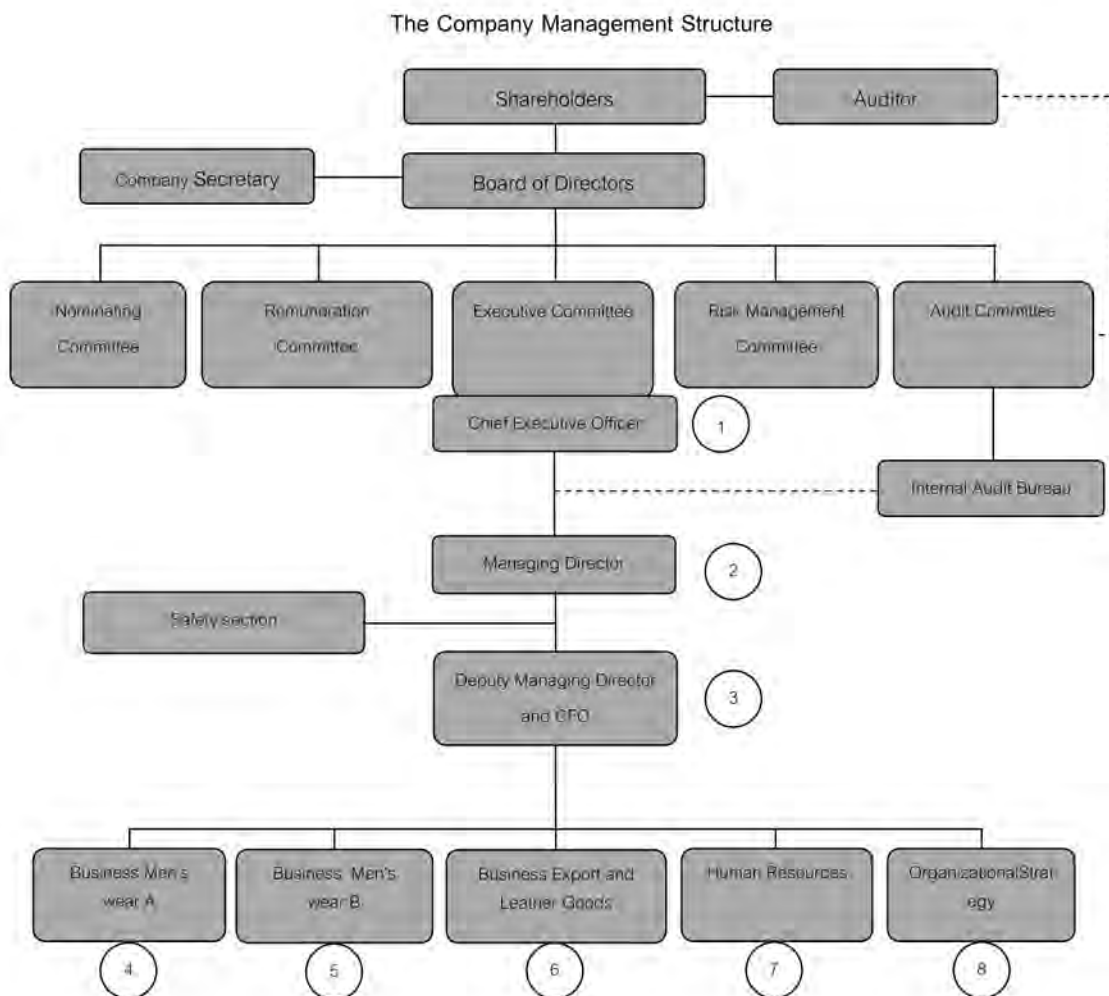 The Company Management Structure
Shareholders
Auditor
Company Secretary
Board of Directors
Nominating
Committee
Remuneration
Committee
Executive Committee
Risk Management
Committee
Audit Committee
Chief Executive Officer
1
Internal Audit Bureau
Managing Director
2
Safety section
Deputy Managing Director
and CFO
3
Business Men's
wear A
Business Men's
wear B
Business Export and
Leather Goods
Human Resources
OrganizationalStrat
egy
4
5
6
7
8